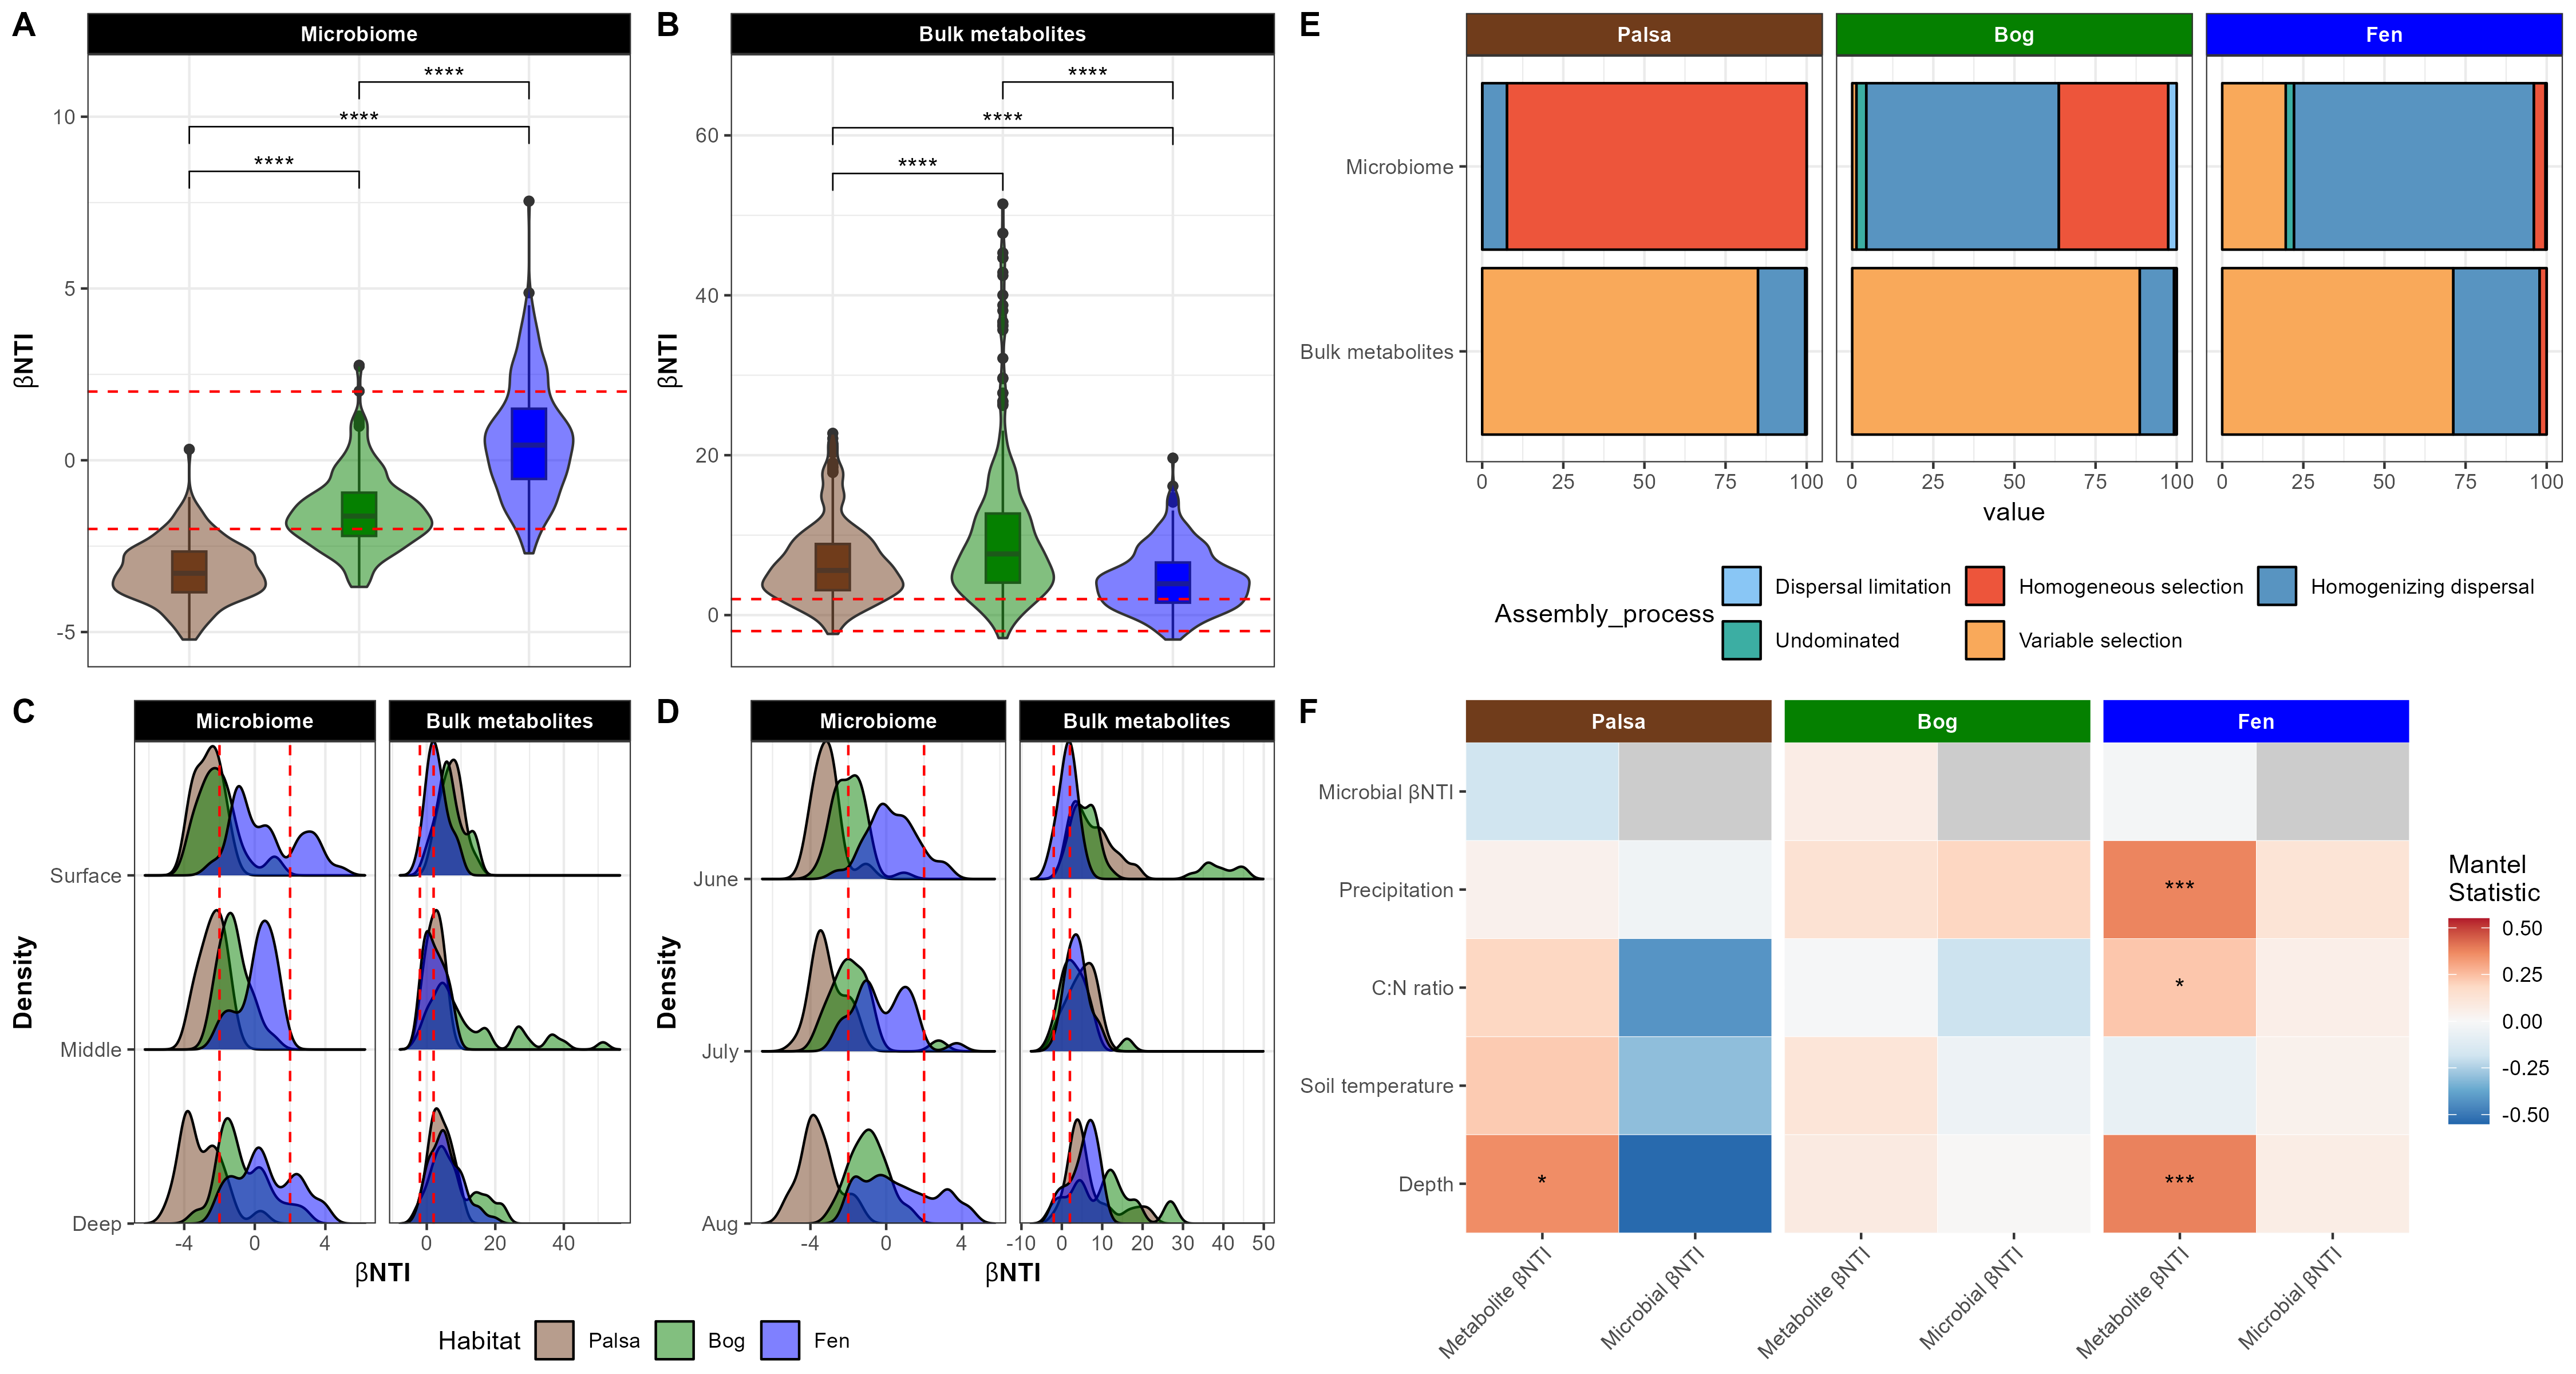 A
Microbiome
****
****
****
10
5
0
-5
βNTI
B
Bulk metabolites
****
****
****
60
40
20
0
βNTI
C
Microbiome
Bulk metabolites
Surface
Middle
Deep
Density
-4 0 4
0 20 40
βNTI
D
Microbiome
Bulk metabolites
June
July
Aug
Density
-4 0 4
-10 0 10 20 30 40 50
βNTI
Habitat
Palsa
Bog
Fen
E
Palsa
Bog
Fen
Microbiome
Bulk metabolites
0 25 50 75 100
0 25 50 75 100
0 25 50 75 100
value
Assembly_process
Dispersal limitation
Homogeneous selection
Homogenizing dispersal
Undominated
Variable selection
F
Palsa
Bog
Fen
Microbial βNTI
Precipitation
***
C:N ratio
*
Soil temperature
Depth
*
***
Metabolite βNTI
Microbial βNTI
Metabolite βNTI
Microbial βNTI
Metabolite βNTI
Microbial βNTI
Mantel
Statistic
0.50
0.25
0.00
-0.25
-0.50